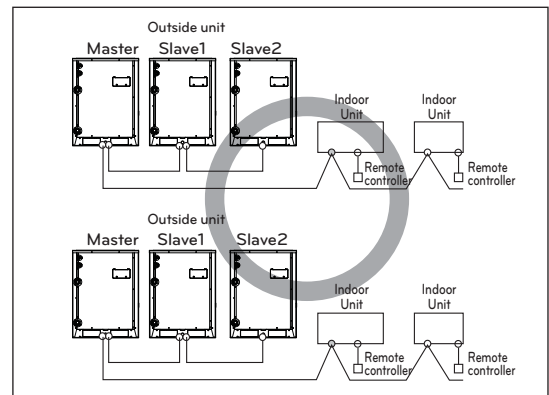 Outside unit
Master Slave1 Slave2
Indoor Unit
Indoor Unit
Remote controller
Remote controller
Outside unit
Master Slave1 Slave2
Indoor Unit
Indoor Unit
Remote controller
Remote controller